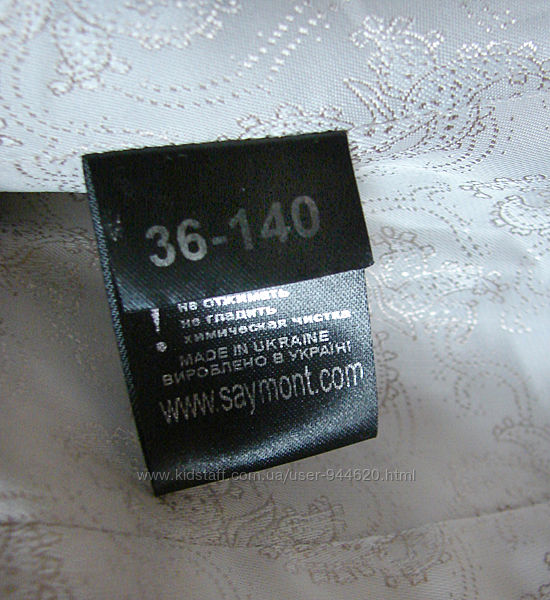 36-140
не отжимать
не гладить
! химическая чистка
MADE IN UKRAINE
ВИРОБЛЕНО В УКРАЇНІ
www.saymont.com
www.kidstaff.com.ua/user-944620.html